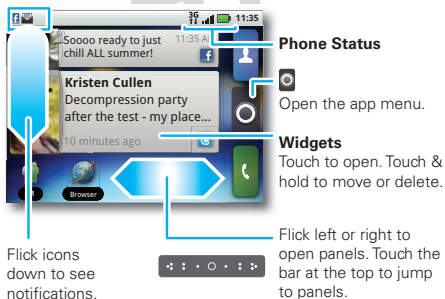 3G 11:35
Soooo ready to just 11:35 A
chill ALL summer!
Kristen Cullen
Decompression party
after the test - my place...
10 minutes ago
Browser
Phone Status
Open the app menu.
Widgets
Touch to open. Touch &
hold to move or delete.
Flick icons
down to see
notifications.
Flick left or right to
open panels. Touch the
bar at the top to jump
to panels.